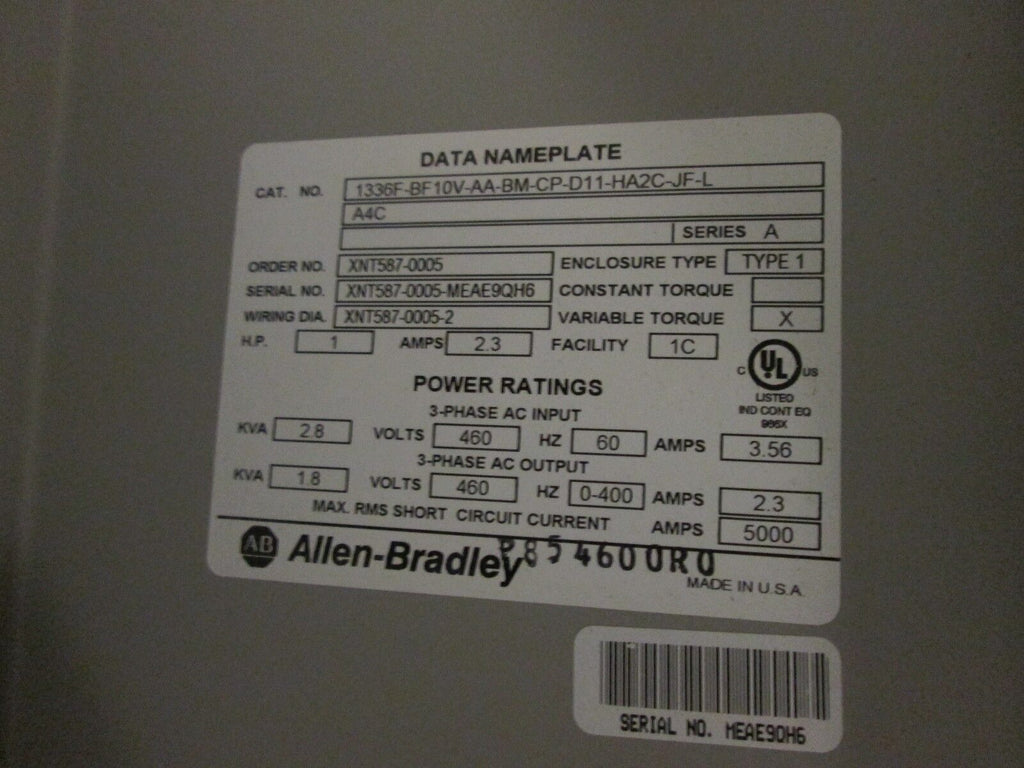 DATA NAMEPLATE
CAT. NO. 1336F-BF10V-AA-BM-CP-D11-HA2C-JF-L
A4C
SERIES A
ORDER NO. XNT587-0005 ENCLOSURE TYPE TYPE 1
SERIAL NO. XNT587-0005-MEAE9QH6 CONSTANT TORQUE
WIRING DIA. XNT587-0005-2 VARIABLE TORQUE X
H.P. 1 AMPS 2.3 FACILITY 1C
C UL US
LISTED
IND CONT EQ
966X
POWER RATINGS
3-PHASE AC INPUT
KVA 2.8 VOLTS 460 HZ 60 AMPS 3.56
3-PHASE AC OUTPUT
KVA 1.8 VOLTS 460 HZ 0-400 AMPS 2.3
MAX. RMS SHORT CIRCUIT CURRENT AMPS 5000
AB Allen-Bradley P854600R0
MADE IN U.S.A.
SERIAL NO. MEAE9QH6